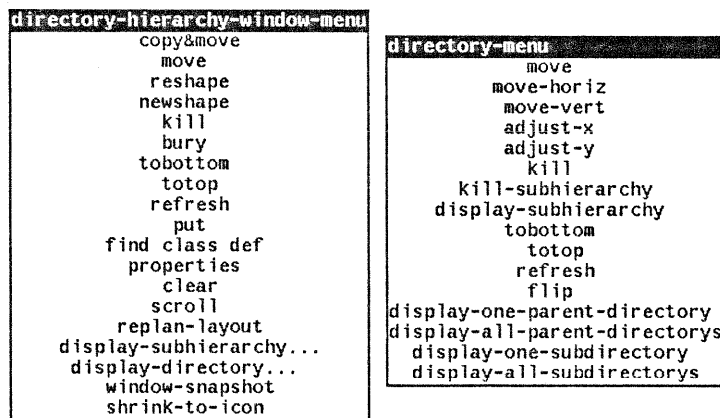 directory-hierarchy-window-menu
copy&move
move
reshape
newshape
kill
bury
tobottom
totop
refresh
put
find class def
properties
clear
scroll
replan-layout
display-subhierarchy...
display-directory...
window-snapshot
shrink-to-icon
directory-menu
move
move-horiz
move-vert
adjust-x
adjust-y
kill
kill-subhierarchy
display-subhierarchy
tobottom
totop
refresh
flip
display-one-parent-directory
display-all-parent-directorys
display-one-subdirectory
display-all-subdirectorys